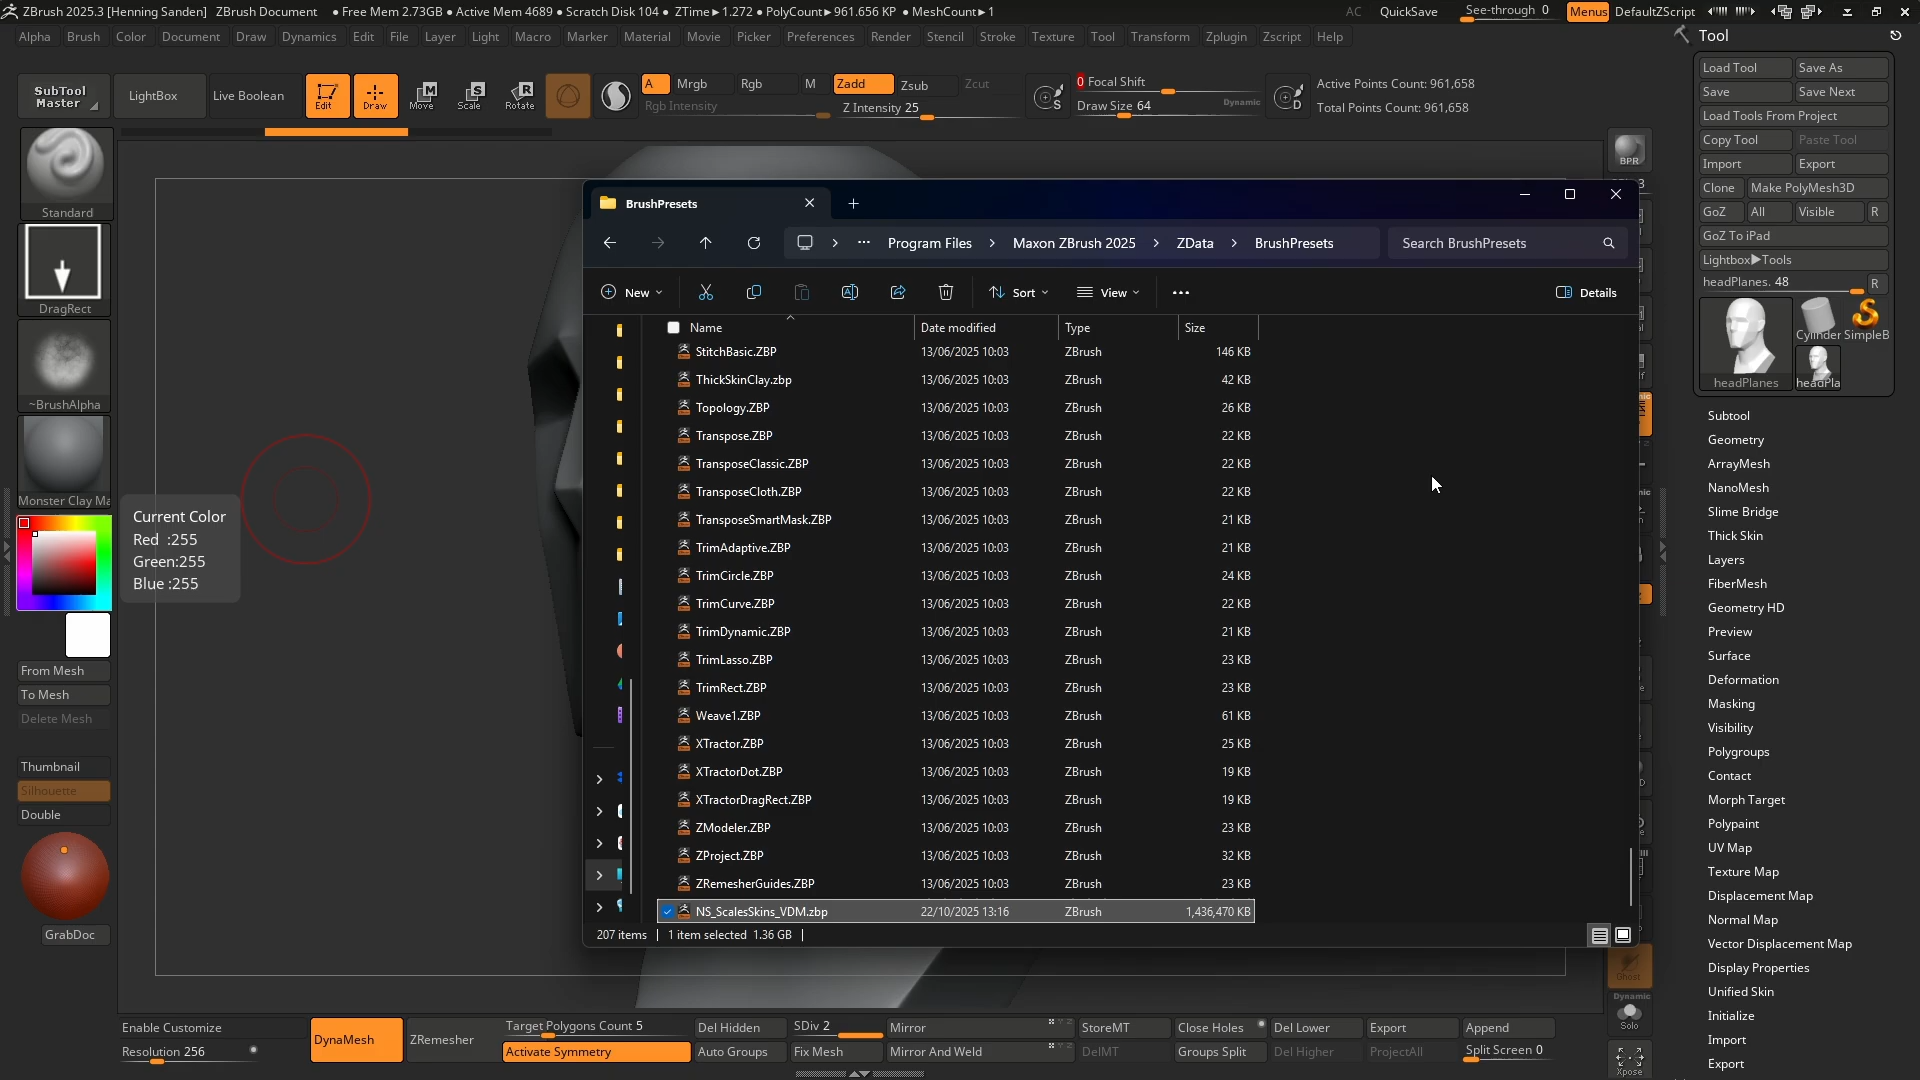 ZBrush 2025.3 [Henning Sanden] ZBrush Document ● Free Mem 2.73GB ● Active Mem 4689 ● Scratch Disk 104 ● ZTime►1.272 ● PolyCount►961.656 KP ● MeshCount►1 AC QuickSave See-through 0 Menus DefaultZScript
Alpha Brush Color Document Draw Dynamics Edit File Layer Light Macro Marker Material Movie Picker Preferences Render Stencil Stroke Texture Tool Transform Zplugin Zscript Help
SubTool Master
LightBox
Live Boolean
Edit
Draw
Move
Scale
Rotate
A Mrgb Rgb M Zadd Zsub Zcut
Rgb Intensity Z Intensity 25
S
0 Focal Shift
Draw Size 64 Dynamic
D
Active Points Count: 961,658
Total Points Count: 961,658
Standard
DragRect
~BrushAlpha
Monster Clay Ma
Current Color
Red :255
Green:255
Blue :255
From Mesh
To Mesh
Delete Mesh
Thumbnail
Silhouette
Double
GrabDoc
BrushPresets
Program Files > Maxon ZBrush 2025 > ZData > BrushPresets
Search BrushPresets
New Sort View Details
Name Date modified Type Size
StitchBasic.ZBP 13/06/2025 10:03 ZBrush 146 KB
ThickSkinClay.zbp 13/06/2025 10:03 ZBrush 42 KB
Topology.ZBP 13/06/2025 10:03 ZBrush 26 KB
Transpose.ZBP 13/06/2025 10:03 ZBrush 22 KB
TransposeClassic.ZBP 13/06/2025 10:03 ZBrush 22 KB
TransposeCloth.ZBP 13/06/2025 10:03 ZBrush 22 KB
TransposeSmartMask.ZBP 13/06/2025 10:03 ZBrush 21 KB
TrimAdaptive.ZBP 13/06/2025 10:03 ZBrush 21 KB
TrimCircle.ZBP 13/06/2025 10:03 ZBrush 24 KB
TrimCurve.ZBP 13/06/2025 10:03 ZBrush 22 KB
TrimDynamic.ZBP 13/06/2025 10:03 ZBrush 21 KB
TrimLasso.ZBP 13/06/2025 10:03 ZBrush 23 KB
TrimRect.ZBP 13/06/2025 10:03 ZBrush 23 KB
Weave1.ZBP 13/06/2025 10:03 ZBrush 61 KB
XTractor.ZBP 13/06/2025 10:03 ZBrush 25 KB
XTractorDot.ZBP 13/06/2025 10:03 ZBrush 19 KB
XTractorDragRect.ZBP 13/06/2025 10:03 ZBrush 19 KB
ZModeler.ZBP 13/06/2025 10:03 ZBrush 23 KB
ZProject.ZBP 13/06/2025 10:03 ZBrush 32 KB
ZRemesherGuides.ZBP 13/06/2025 10:03 ZBrush 23 KB
NS_ScalesSkins_VDM.zbp 22/10/2025 13:16 ZBrush 1,436,470 KB
207 items 1 item selected 1.36 GB
BPR
Ghost
Dynamic
Solo
Xpose
Tool
Load Tool Save As
Save Save Next
Load Tools From Project
Copy Tool Paste Tool
Import Export
Clone Make PolyMesh3D
GoZ All Visible R
GoZ To iPad
Lightbox►Tools
headPlanes. 48 R
Cylinder SimpleB
headPlanes headPla
Subtool
Geometry
ArrayMesh
NanoMesh
Slime Bridge
Thick Skin
Layers
FiberMesh
Geometry HD
Preview
Surface
Deformation
Masking
Visibility
Polygroups
Contact
Morph Target
Polypaint
UV Map
Texture Map
Displacement Map
Normal Map
Vector Displacement Map
Display Properties
Unified Skin
Initialize
Import
Export
Enable Customize
Resolution 256
DynaMesh
ZRemesher
Target Polygons Count 5 Del Hidden SDiv 2 Mirror StoreMT Close Holes Del Lower Export Append
Activate Symmetry Auto Groups Fix Mesh Mirror And Weld DelMT Groups Split Del Higher ProjectAll Split Screen 0